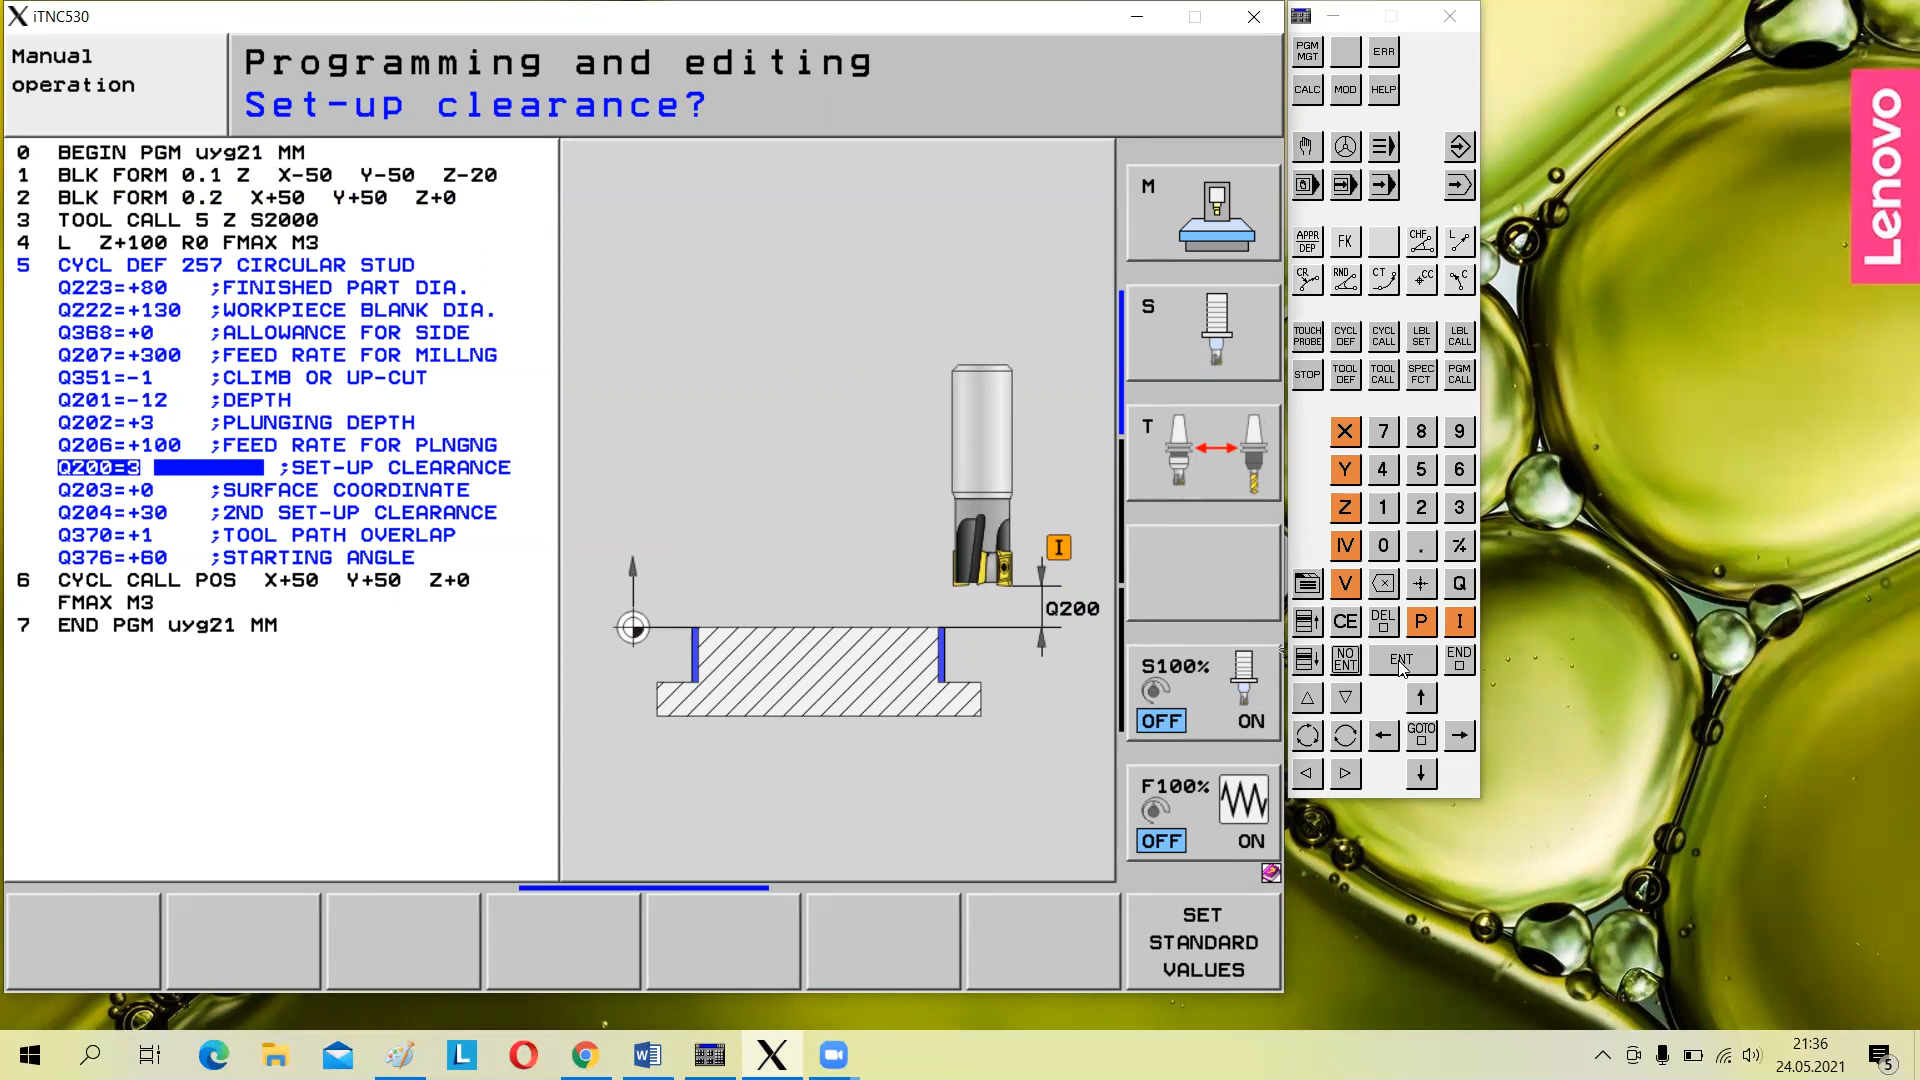 iTNC530
Manual
operation
Programming and editing
Set-up clearance?
0 BEGIN PGM uyg21 MM
1 BLK FORM 0.1 Z X-50 Y-50 Z-20
2 BLK FORM 0.2 X+50 Y+50 Z+0
3 TOOL CALL 5 Z S2000
4 L Z+100 R0 FMAX M3
5 CYCL DEF 257 CIRCULAR STUD
Q223=+80 ;FINISHED PART DIA.
Q222=+130 ;WORKPIECE BLANK DIA.
Q368=+0 ;ALLOWANCE FOR SIDE
Q207=+300 ;FEED RATE FOR MILLNG
Q351=-1 ;CLIMB OR UP-CUT
Q201=-12 ;DEPTH
Q202=+3 ;PLUNGING DEPTH
Q206=+100 ;FEED RATE FOR PLNGNG
Q200=3 ;SET-UP CLEARANCE
Q203=+0 ;SURFACE COORDINATE
Q204=+30 ;2ND SET-UP CLEARANCE
Q370=+1 ;TOOL PATH OVERLAP
Q376=+60 ;STARTING ANGLE
6 CYCL CALL POS X+50 Y+50 Z+0
FMAX M3
7 END PGM uyg21 MM
I
Q200
M
S
T
S100%
OFF ON
F100%
OFF ON
SET
STANDARD
VALUES
PGM MGT ERR
CALC MOD HELP
APPR DEP FK CHF L
CR RND CT CC C
TOUCH PROBE CYCL DEF CYCL CALL LBL SET LBL CALL
STOP TOOL DEF TOOL CALL SPEC FCT PGM CALL
X 7 8 9
Y 4 5 6
Z 1 2 3
IV 0 . -/+
V Q
CE DEL P I
NO ENT ENT END
GOTO
Lenovo
L
21:36
24.05.2021
5